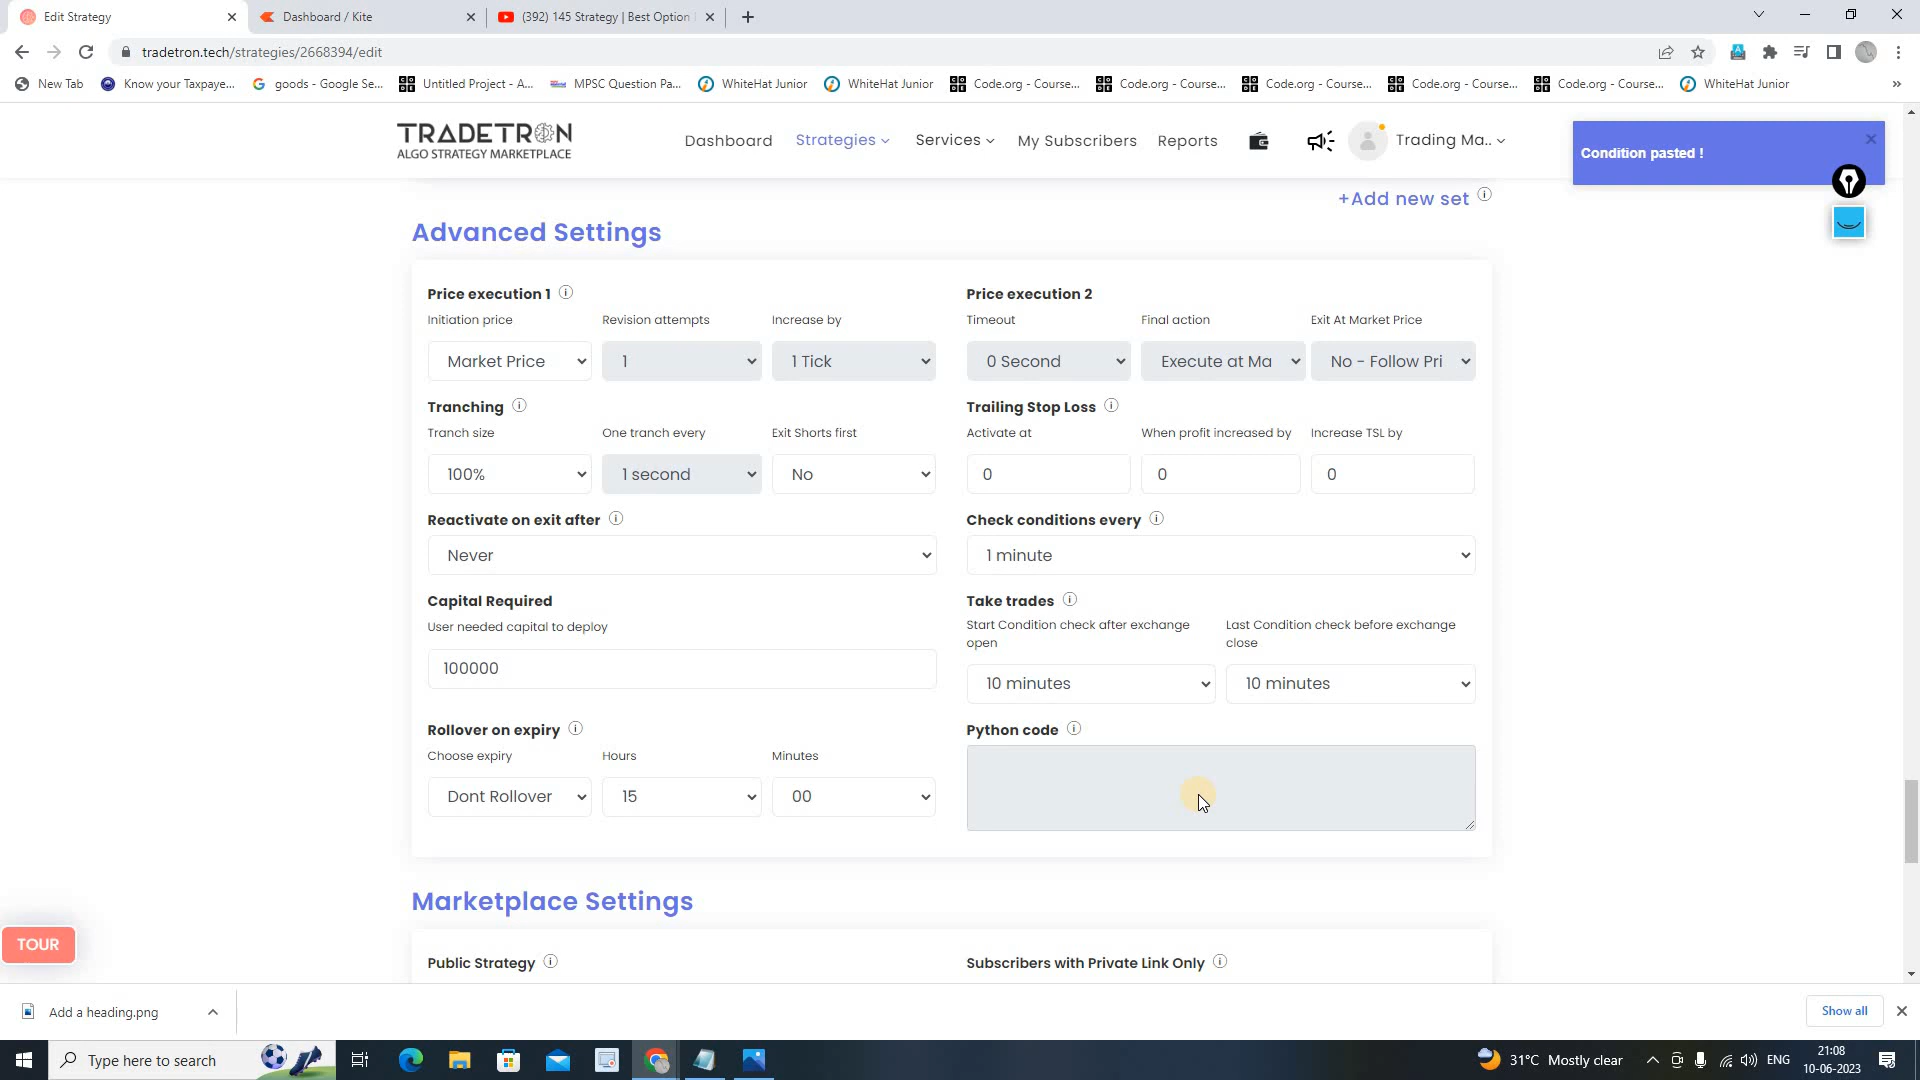 Edit Strategy
Dashboard / Kite
(392) 145 Strategy | Best Option
tradetron.tech/strategies/2668394/edit
New Tab
Know your Taxpaye...
goods - Google Se...
Untitled Project - A...
MPSC Question Pa...
WhiteHat Junior
WhiteHat Junior
Code.org - Course...
Code.org - Course...
Code.org - Course...
Code.org - Course...
Code.org - Course...
WhiteHat Junior
TRADETRON
ALGO STRATEGY MARKETPLACE
Dashboard
Strategies
Services
My Subscribers
Reports
Trading Ma..
Condition pasted !
+Add new set
Advanced Settings
Price execution 1
Price execution 2
Initiation price
Revision attempts
Increase by
Timeout
Final action
Exit At Market Price
Market Price
1
1 Tick
0 Second
Execute at Ma
No - Follow Pri
Tranching
Trailing Stop Loss
Tranch size
One tranch every
Exit Shorts first
Activate at
When profit increased by
Increase TSL by
100%
1 second
No
0
0
0
Reactivate on exit after
Check conditions every
Never
1 minute
Capital Required
Take trades
User needed capital to deploy
Start Condition check after exchange
open
Last Condition check before exchange
close
100000
10 minutes
10 minutes
Rollover on expiry
Python code
Choose expiry
Hours
Minutes
Dont Rollover
15
00
Marketplace Settings
TOUR
Public Strategy
Subscribers with Private Link Only
Add a heading.png
Show all
Type here to search
31°C Mostly clear
ENG
21:08
10-06-2023